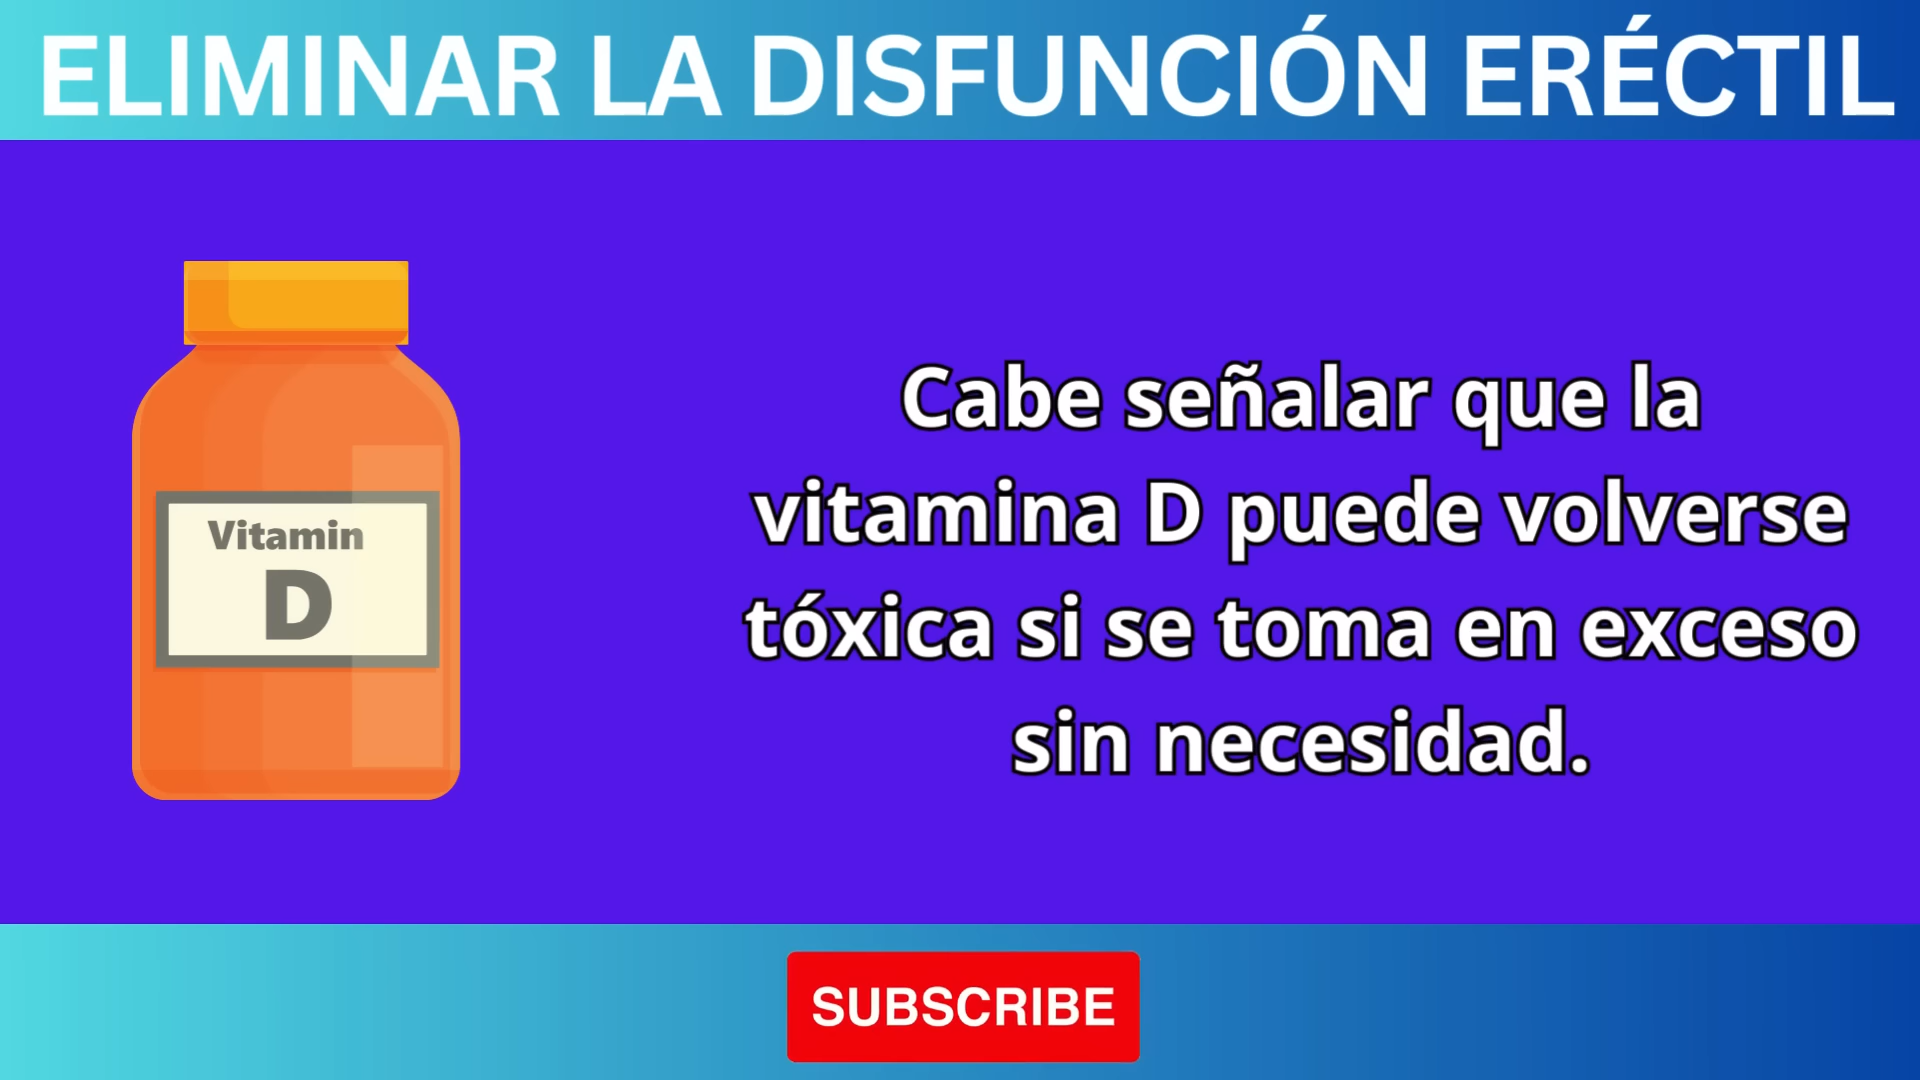 ELIMINAR LA DISFUNCIÓN ERÉCTIL
Vitamin
D
Cabe señalar que la
vitamina D puede volverse
tóxica si se toma en exceso
sin necesidad.
SUBSCRIBE